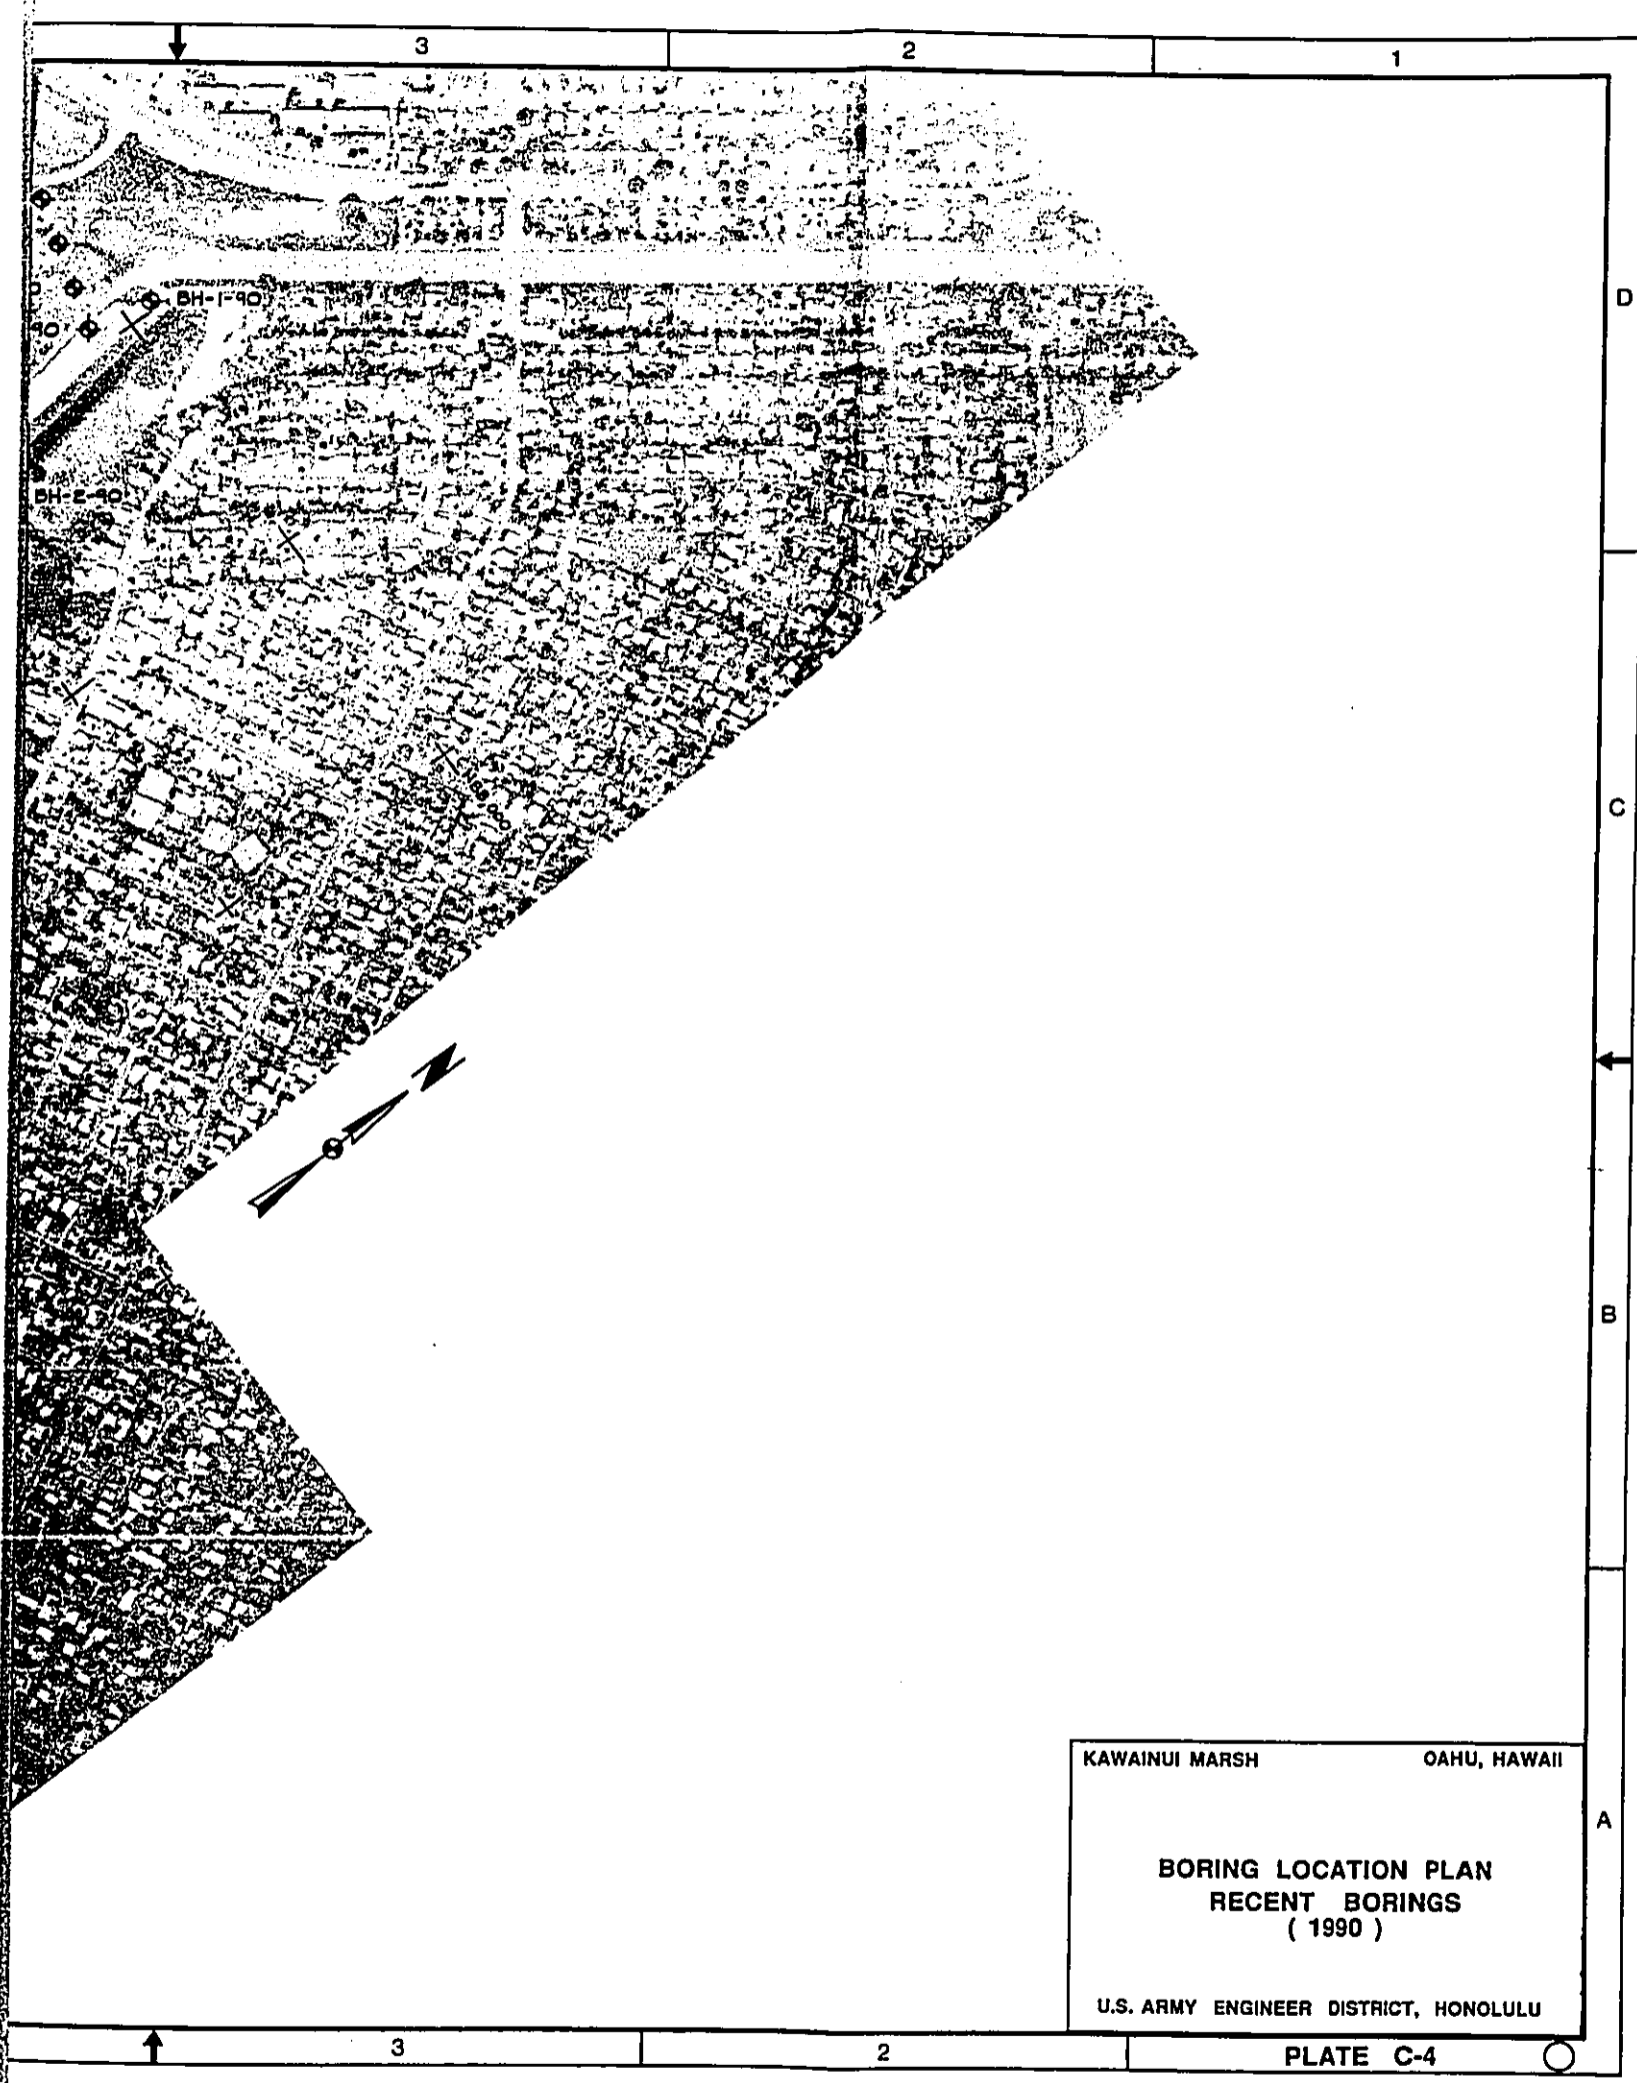 3 2 1
D
BH-1-90
90
BH-2-90
C
N
B
KAWAINUI MARSH OAHU, HAWAII
A
BORING LOCATION PLAN
RECENT BORINGS
( 1990 )
U.S. ARMY ENGINEER DISTRICT, HONOLULU
3 2
PLATE C-4